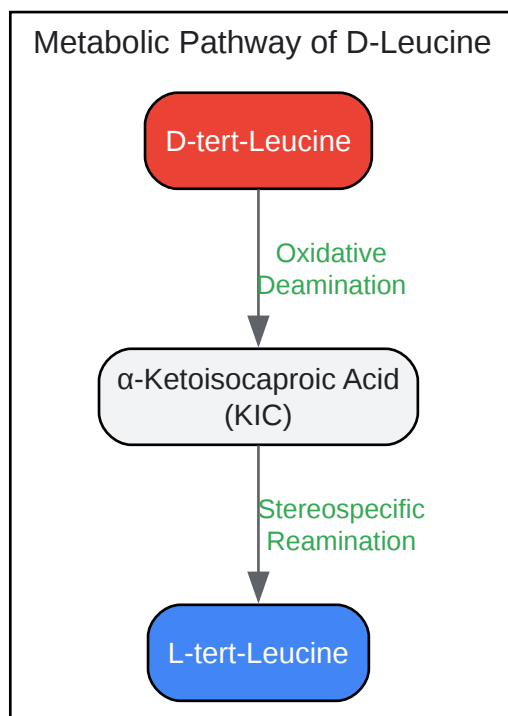 Metabolic Pathway of D-Leucine
D-tert-Leucine
Oxidative
Deamination
α-Ketoisocaproic Acid
(KIC)
Stereospecific
Reamination
L-tert-Leucine